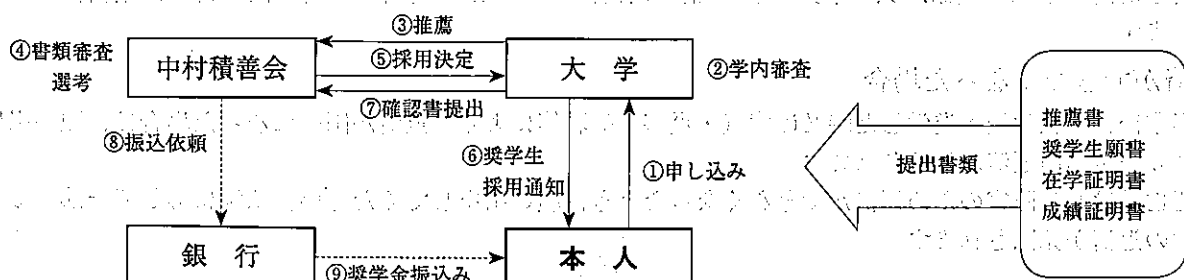 ③推薦
④書類審査
選考
中村積善会
⑤採用決定
大　学
②学内審査
⑦確認書提出
推薦書
奨学生願書
在学証明書
成績証明書
提出書類
⑧振込依頼
⑥奨学生
採用通知
①申し込み
銀　行
⑨奨学金振込み
本　人